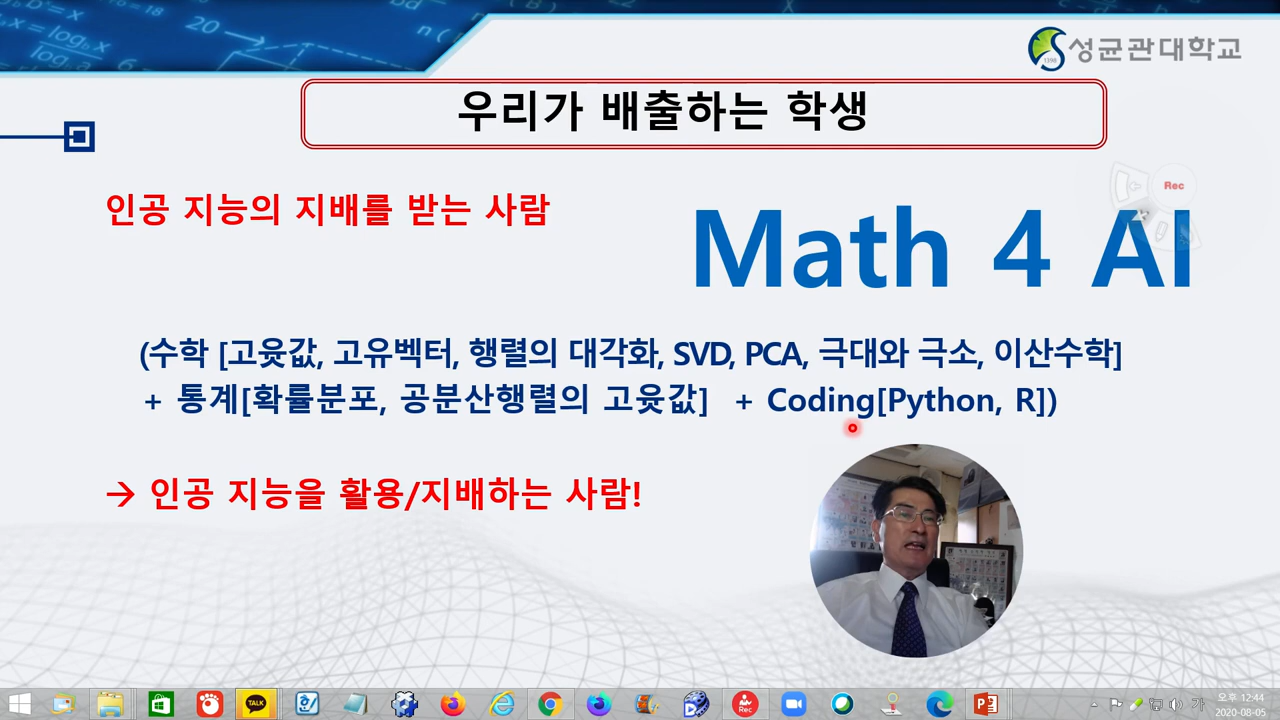 성균관대학교
1398
우리가 배출하는 학생
Rec
인공 지능의 지배를 받는 사람
Math 4 AI
(수학 [고윳값, 고유벡터, 행렬의 대각화, SVD, PCA, 극대와 극소, 이산수학]
+ 통계[확률분포, 공분산행렬의 고윳값] + Coding[Python, R])
→ 인공 지능을 활용/지배하는 사람!
TALK
Rec
가
오후 12:44
2020-08-05